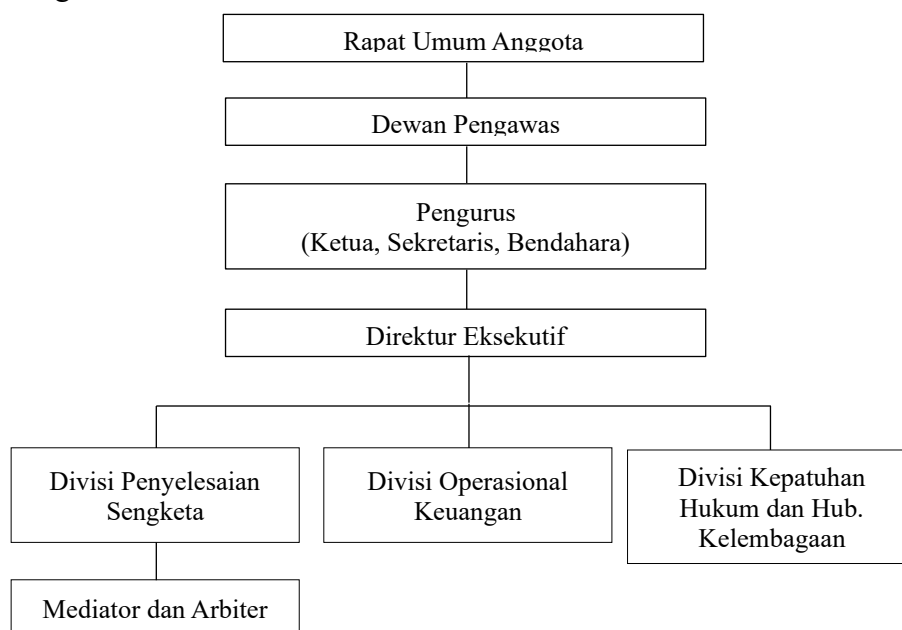 Rapat Umum Anggota
Dewan Pengawas
Pengurus
(Ketua, Sekretaris, Bendahara)
Direktur Eksekutif
Divisi Penyelesaian
Sengketa
Divisi Operasional
Keuangan
Divisi Kepatuhan
Hukum dan Hub.
Kelembagaan
Mediator dan Arbiter